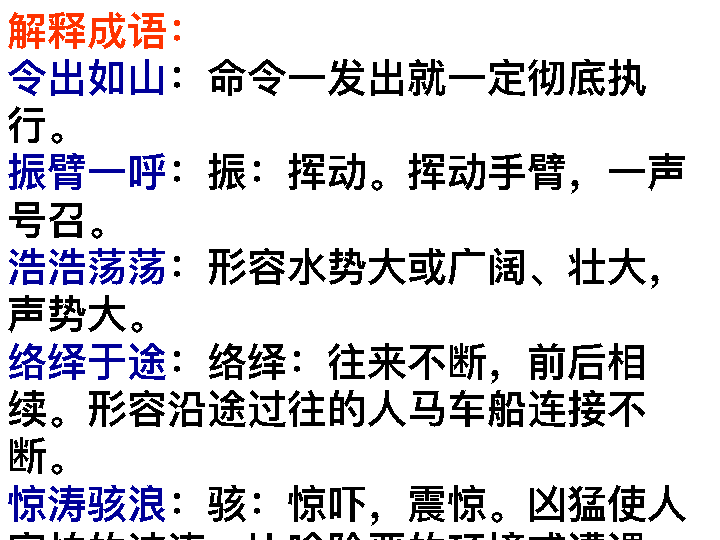 解释成语：
令出如山：命令一发出就一定彻底执
行。
振臂一呼：振：挥动。挥动手臂，一声
号召。
浩浩荡荡：形容水势大或广阔、壮大，
声势大。
络绎于途：络绎：往来不断，前后相
续。形容沿途过往的人马车船连接不
断。
惊涛骇浪：骇：惊吓，震惊。凶猛使人